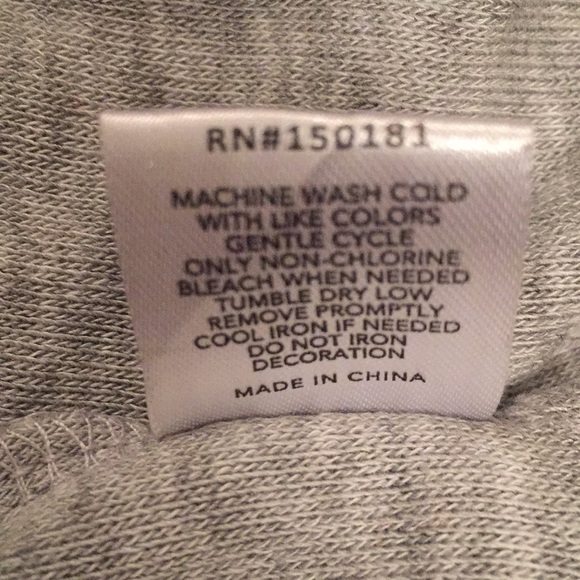 RN#150181
MACHINE WASH COLD
WITH LIKE COLORS
GENTLE CYCLE
ONLY NON-CHLORINE
BLEACH WHEN NEEDED
TUMBLE DRY LOW
REMOVE PROMPTLY
COOL IRON IF NEEDED
DO NOT IRON
DECORATION
MADE IN CHINA